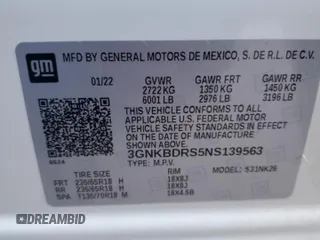 gm
MFD BY GENERAL MOTORS DE MEXICO, S. DE R.L. DE C.V.
01/22 GVWR GAWR FRT GAWR RR
2722 KG 1350 KG 1450 KG
6001 LB 2976 LB 3196 LB
THIS VEHICLE CONFORMS TO ALL
APPLICABLE U.S. FEDERAL MOTOR VEHICLE
SAFETY AND THEFT PREVENTION
STANDARDS IN EFFECT ON THE
DATE OF MANUFACTURE SHOWN ABOVE.
3GNKBDRS5NS139563
TYPE: M.P.V.
TIRE SIZE RIM
FRT 235/65R18 H 18X8J
RR 235/65R18 H 18X8J
SPA T135/70R18 M 18X4.5B
DREAMBID